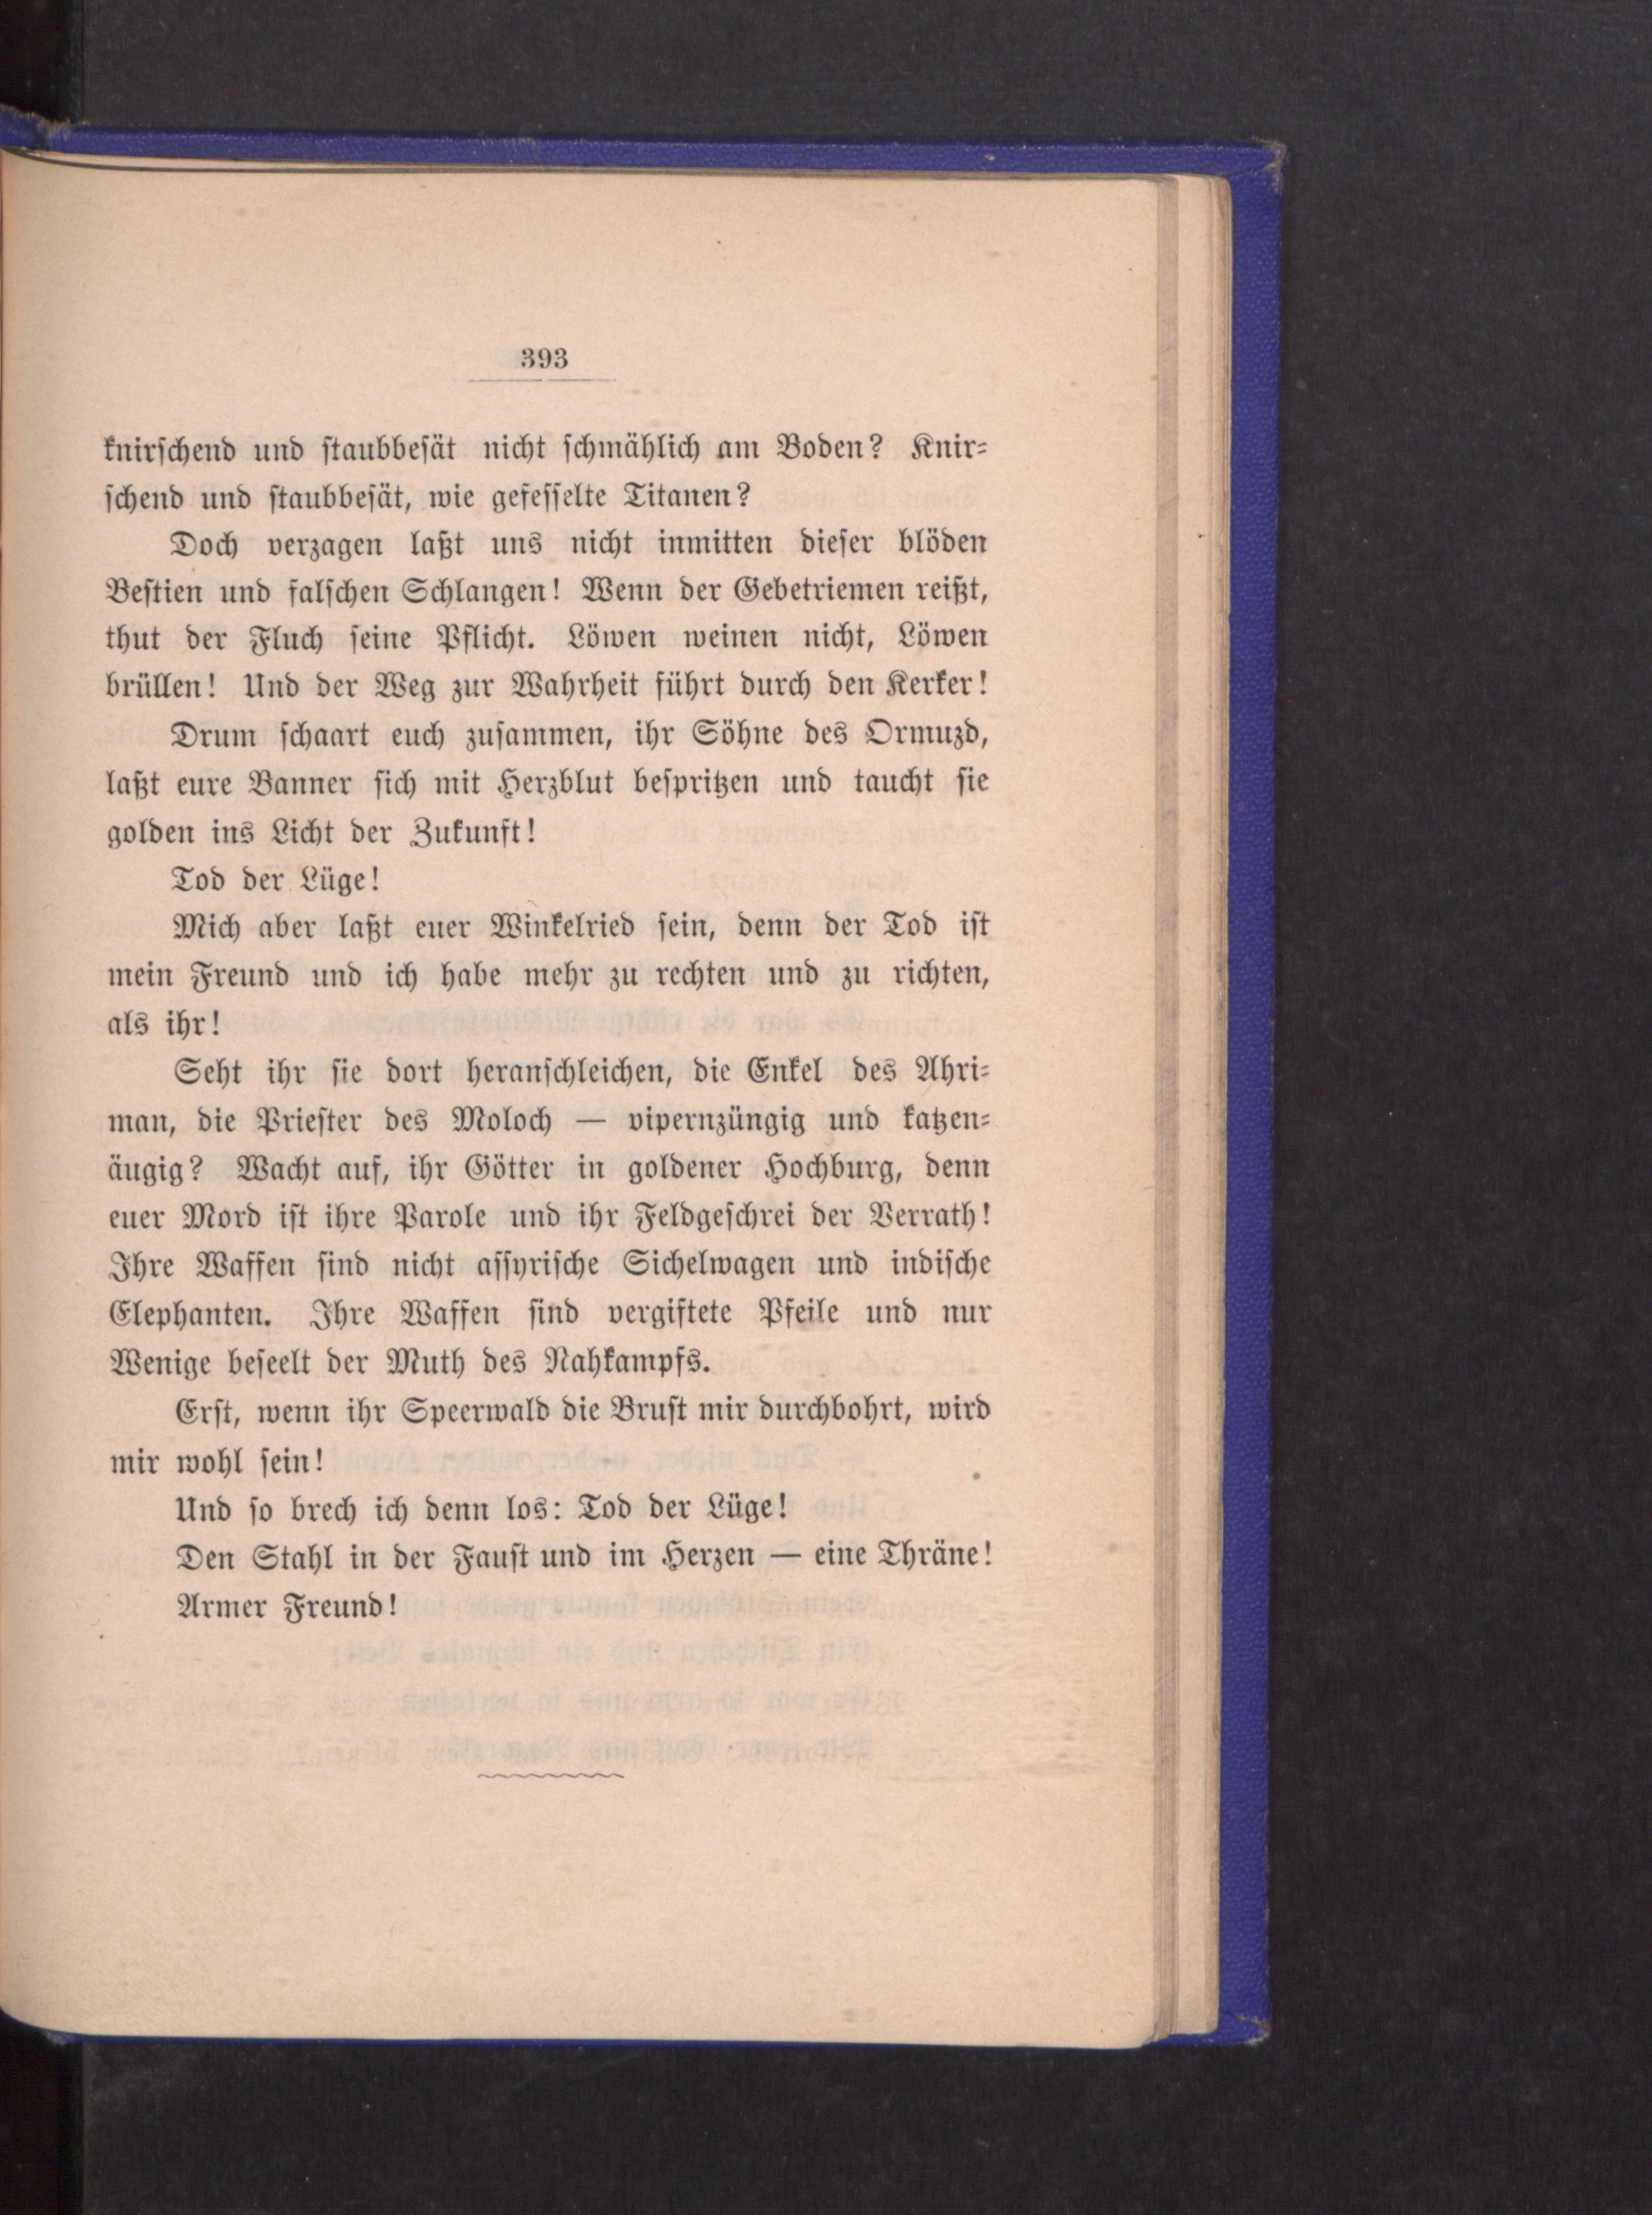 393
knirschend und staubbesät nicht schmählich am Boden? Knir-
schend und staubbesät, wie gefesselte Titanen?
Doch verzagen laßt uns nicht inmitten dieser blöden
Bestien und falschen Schlangen! Wenn der Gebetriemen reißt,
thut der Fluch seine Pflicht. Löwen weinen nicht, Löwen
brüllen! Und der Weg zur Wahrheit führt durch den Kerker!
Drum schaart euch zusammen, ihr Söhne des Ormuzd,
laßt eure Banner sich mit Herzblut bespritzen und taucht sie
golden ins Licht der Zukunft!
Tod der Lüge!
Mich aber laßt euer Winkelried sein, denn der Tod ist
mein Freund und ich habe mehr zu rechten und zu richten,
als ihr!
Seht ihr sie dort heranschleichen, die Enkel des Ahri-
man, die Priester des Moloch — vipernzüngig und katzen-
äugig? Wacht auf, ihr Götter in goldener Hochburg, denn
euer Mord ist ihre Parole und ihr Feldgeschrei der Verrath!
Ihre Waffen sind nicht assyrische Sichelwagen und indische
Elephanten. Ihre Waffen sind vergiftete Pfeile und nur
Wenige beseelt der Muth des Nahkampfs.
Erst, wenn ihr Speerwald die Brust mir durchbohrt, wird
mir wohl sein!
Und so brech ich denn los: Tod der Lüge!
Den Stahl in der Faust und im Herzen — eine Thräne!
Armer Freund!